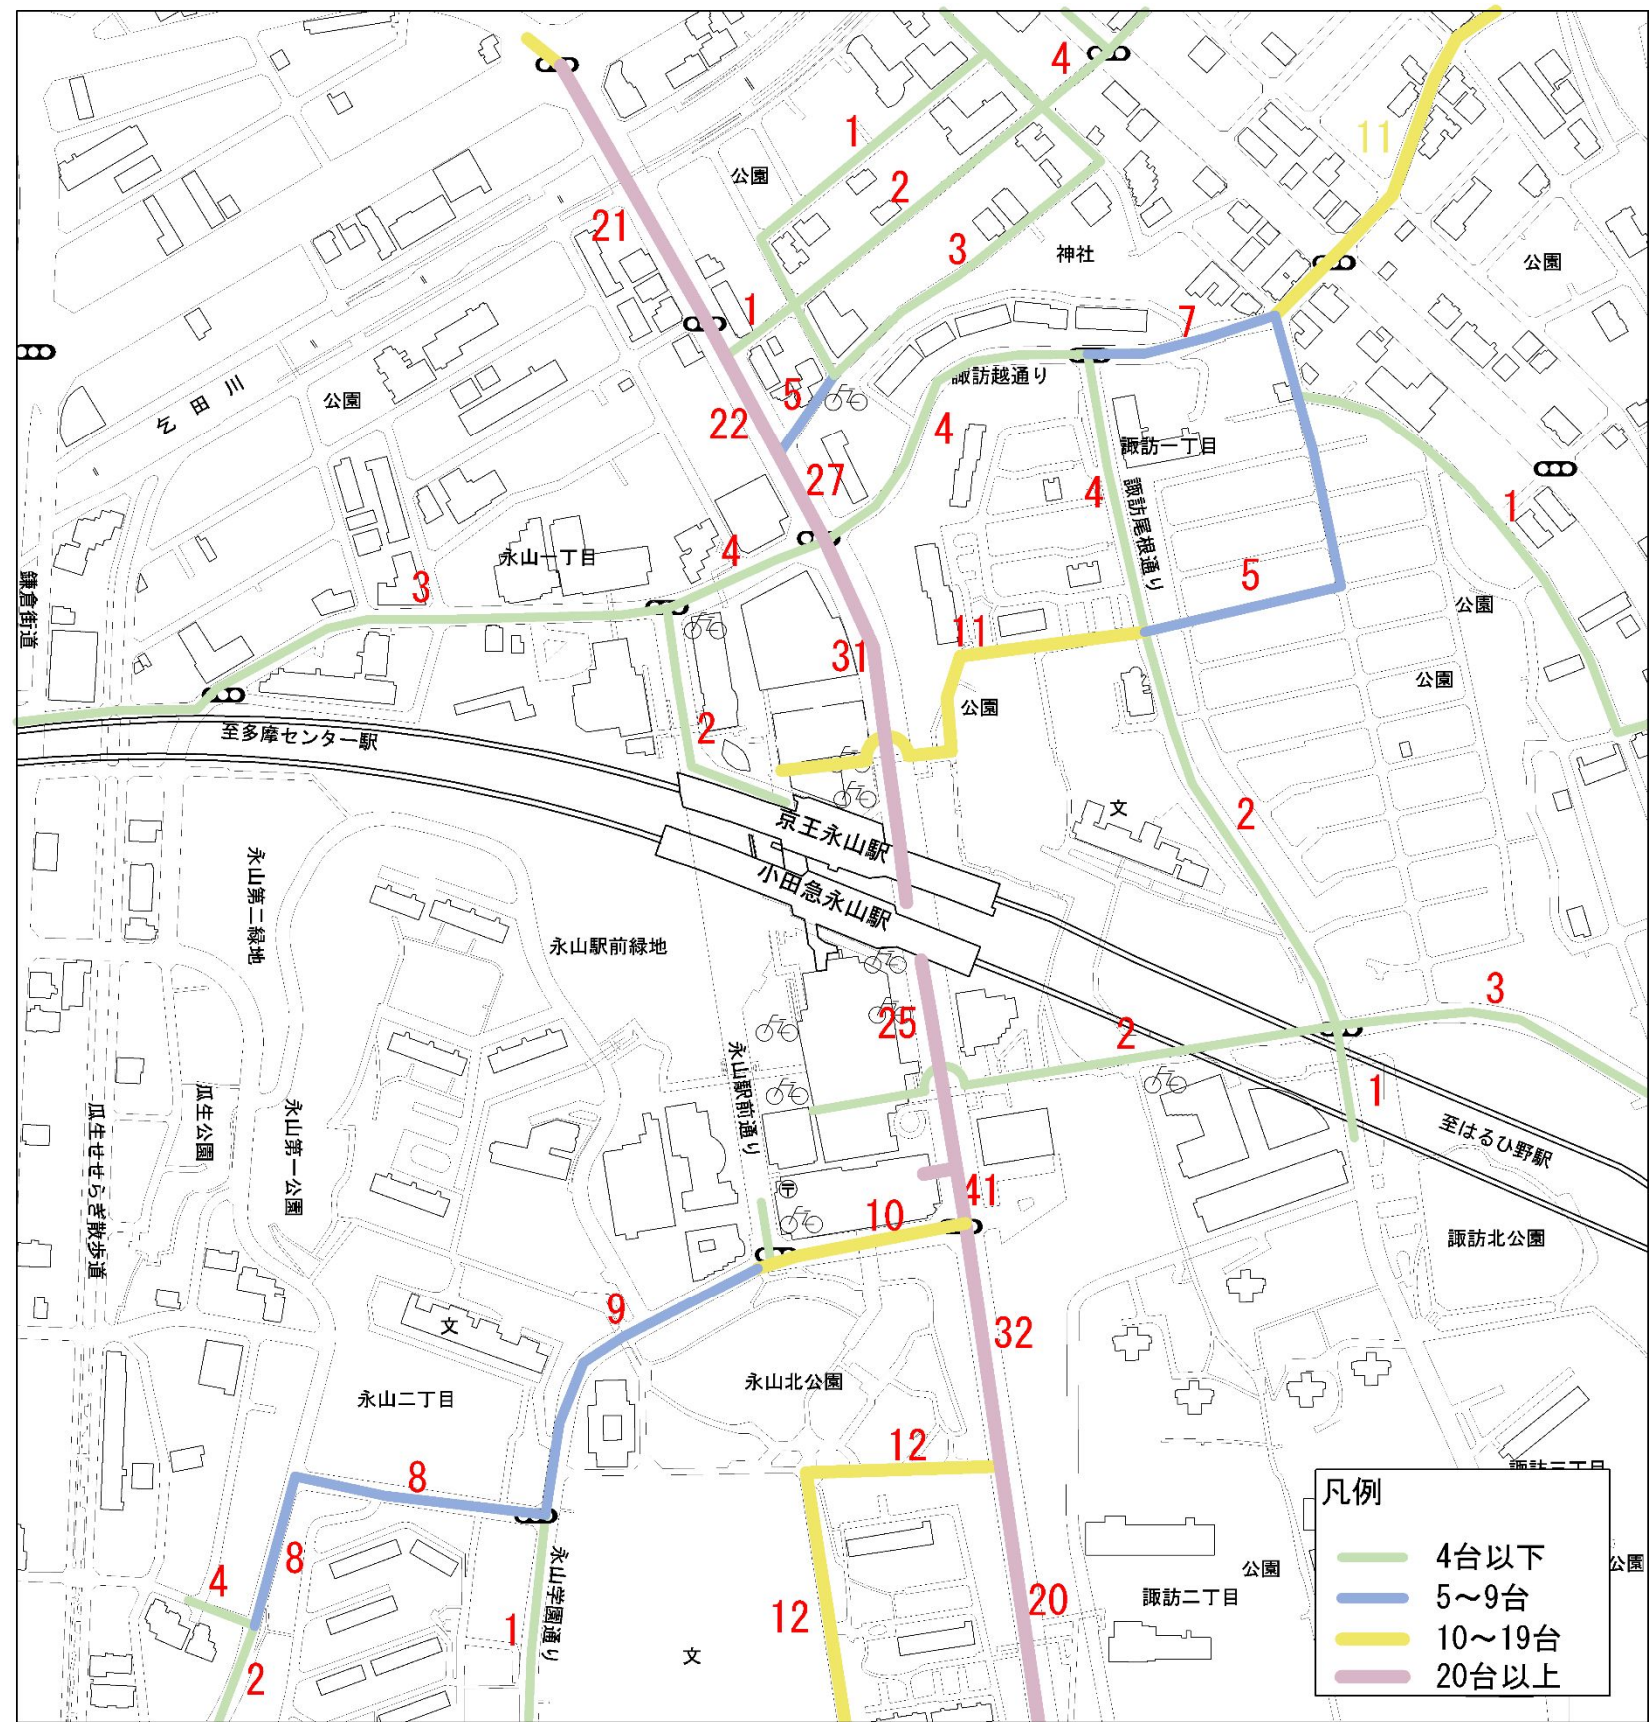 4
1
11
公園
2
21
3
神社
公園
1
7
乞田川
公園
5
諏訪越通り
22
4
諏訪一丁目
27
4
諏訪尾根通り
1
永山一丁目
4
鎌倉街道
3
5
公園
11
31
公園
公園
2
至多摩センター駅
京王永山駅
文
2
永山第二緑地
小田急永山駅
永山駅前緑地
3
25
2
永山駅前通り
1
瓜生公園
永山第一公園
瓜生せせらぎ散歩道
至はるひ野駅
〒
41
10
諏訪北公園
9
文
32
永山北公園
永山二丁目
12
8
諏訪三丁目
凡例
4台以下
5～9台
10～19台
20台以上
8
公園
公園
4
永山学園通り
諏訪二丁目
20
12
1
文
2